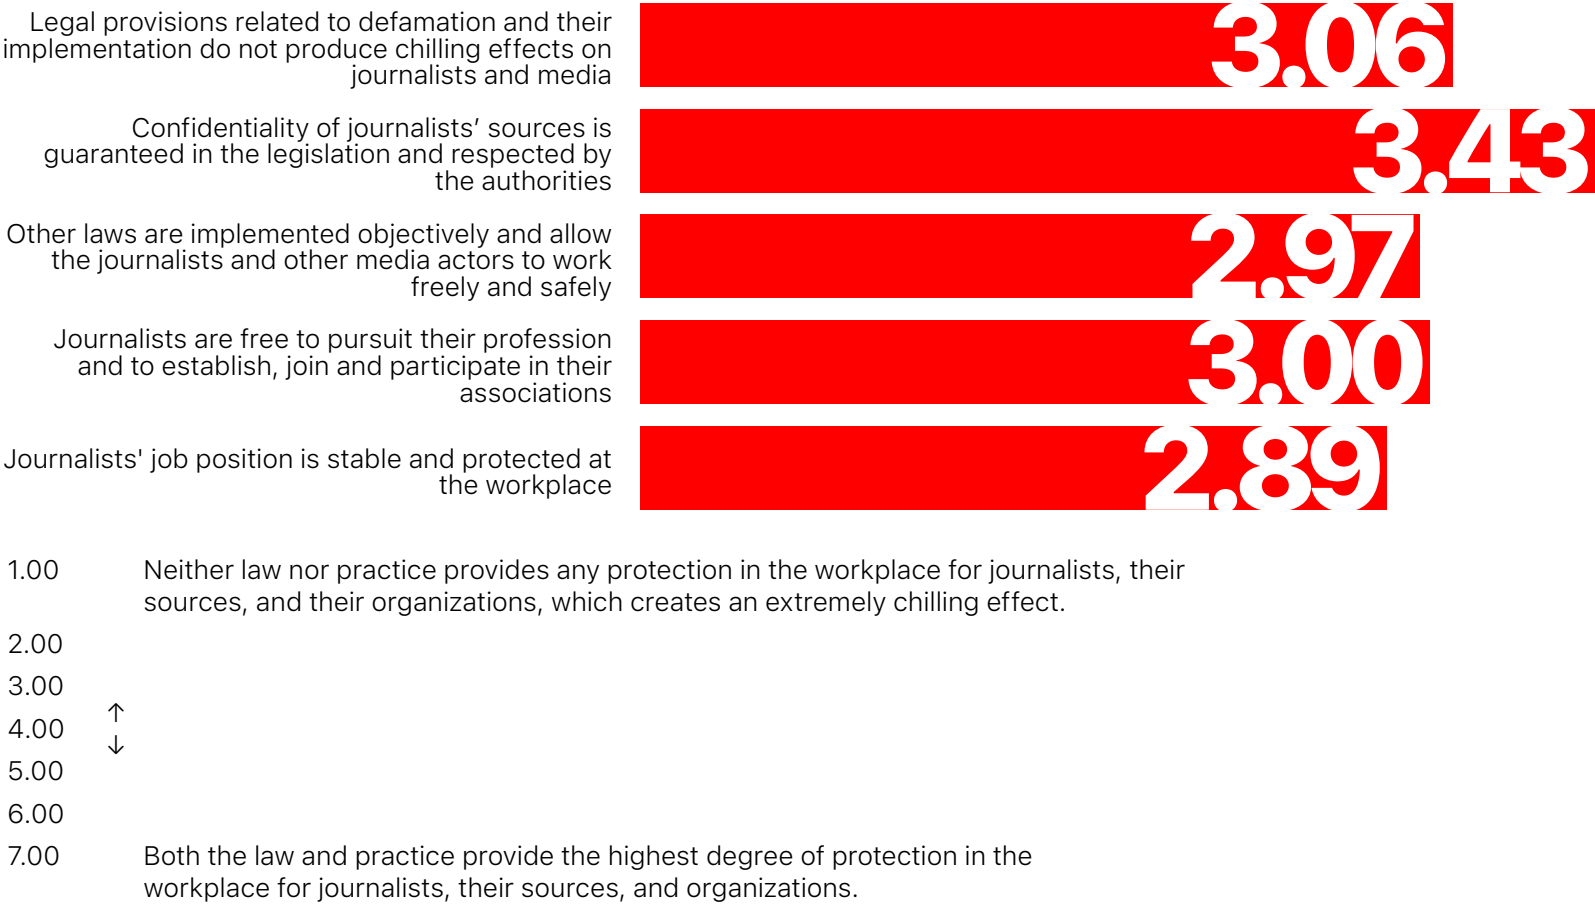 Legal provisions related to defamation and their
implementation do not produce chilling effects on
journalists and media
3.06
Confidentiality of journalists’ sources is
guaranteed in the legislation and respected by
the authorities
3.43
Other laws are implemented objectively and allow
the journalists and other media actors to work
freely and safely
2.97
Journalists are free to pursuit their profession
and to establish, join and participate in their
associations
3.00
Journalists' job position is stable and protected at
the workplace
2.89
1.00 Neither law nor practice provides any protection in the workplace for journalists, their
sources, and their organizations, which creates an extremely chilling effect.
2.00
3.00
↑
4.00
↓
5.00
6.00
7.00 Both the law and practice provide the highest degree of protection in the
workplace for journalists, their sources, and organizations.